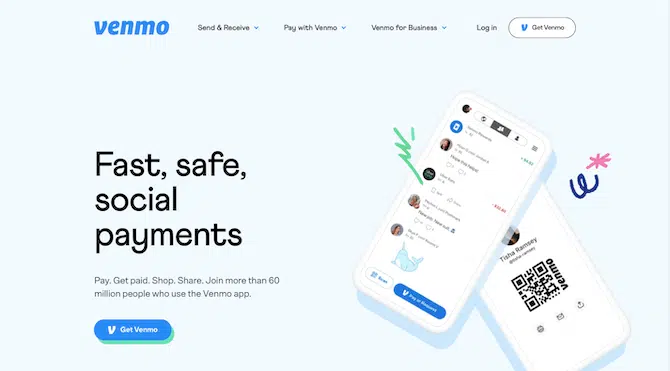 venmo
Send & Receive
Pay with Venmo
Venmo for Business
Log in
Get Venmo
Fast, safe,
social
payments
Pay. Get paid. Shop. Share. Join more than 60
million people who use the Venmo app.
Get Venmo
Scan
Pay or Request
Tisha Ramsey
venmo